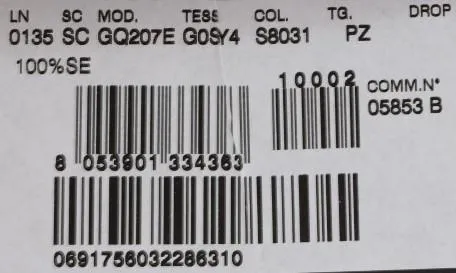 LN SC MOD. TESS COL. TG. DROP
0135 SC GQ207E G0SY4 S8031 PZ
100%SE
10002
COMM.N°
05853 B
8 053901 334363
0691756032286310